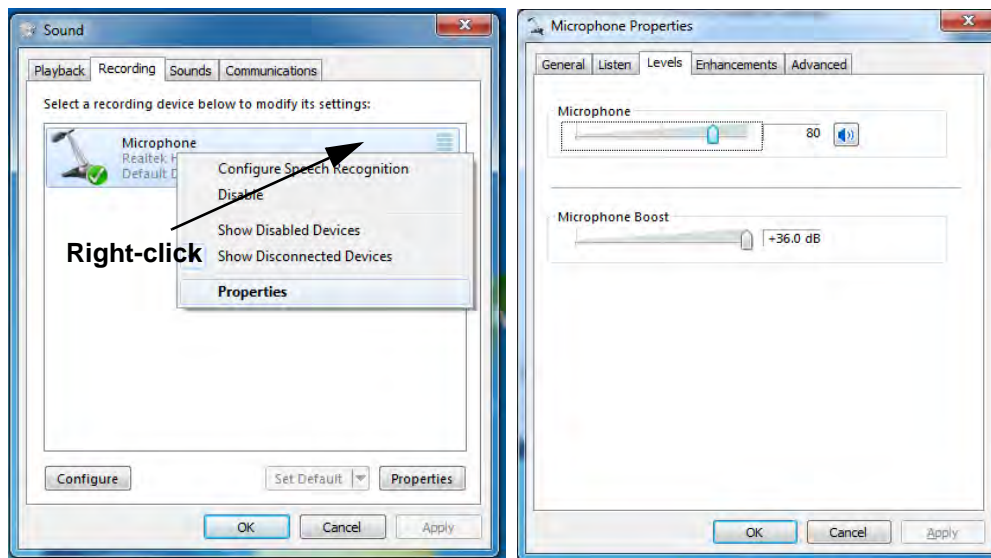 Sound
Playback Recording Sounds Communications
Select a recording device below to modify its settings:
Microphone
Realtek H
Default D
Configure Speech Recognition
Disable
Show Disabled Devices
Show Disconnected Devices
Properties
Right-click
Configure Set Default Properties
OK Cancel Apply
Microphone Properties
General Listen Levels Enhancements Advanced
Microphone
80
Microphone Boost
+36.0 dB
OK Cancel Apply